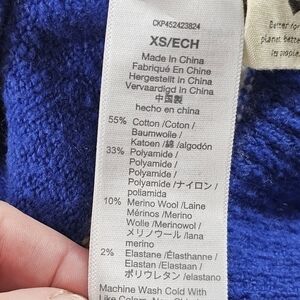 CKP452423824
XS/ECH
Made In China
Fabriqué En Chine
Hergestellt in China
Vervaardigd in China
中国製
hecho en china
55% Cotton /Coton /
Baumwolle /
Katoen /綿 /algodón
33% Polyamide /
Polyamide /
Polyamide /ナイロン /
poliamida
10% Merino Wool /Laine
Mérinos /Merino
Wolle /Merinowol /
メリノウール /lana
merino
2% Elastane /Élasthanne /
Elastan /Elastaan /
ポリウレタン /elastano
Machine Wash Cold With
Better for
planet better